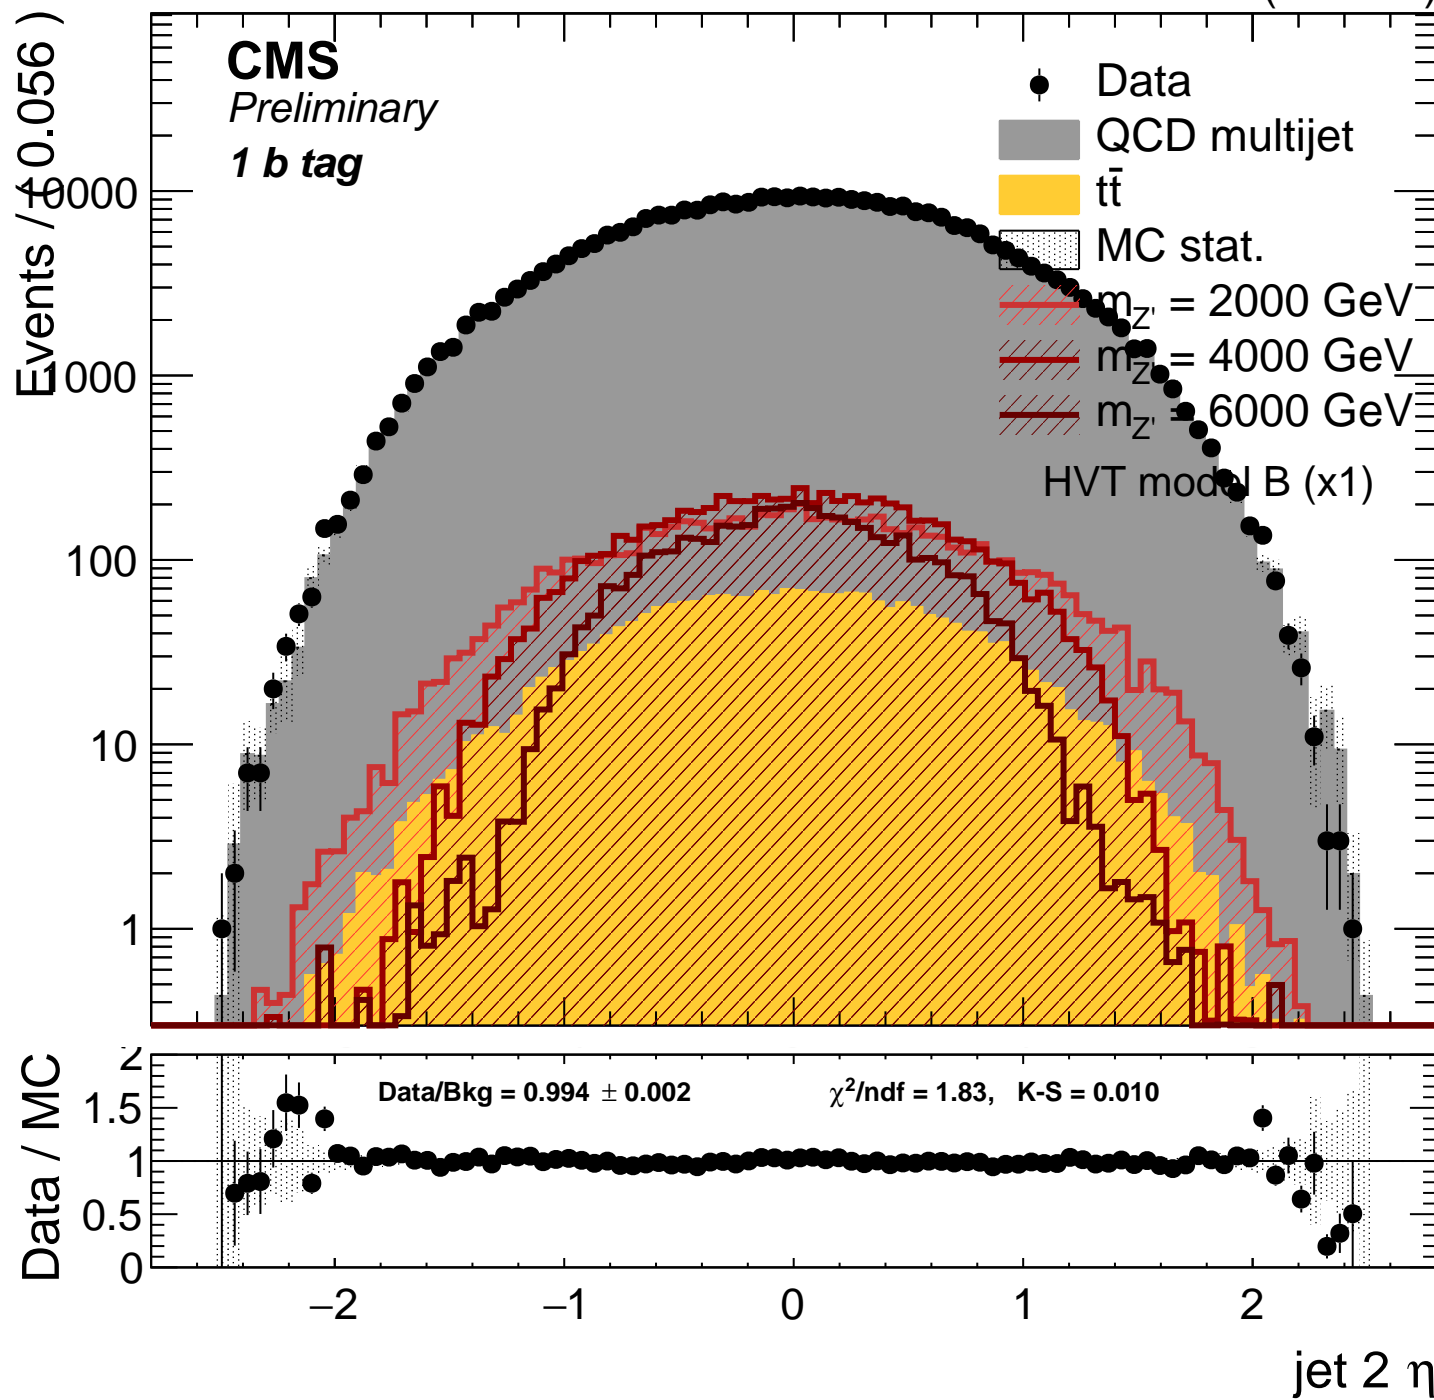 CMS
Preliminary
1 b tag
Data
QCD multijet
tt̄
MC stat.
m_Z' = 2000 GeV
m_Z' = 4000 GeV
m_Z' = 6000 GeV
HVT model B (x1)
Events / ( 0.056 )
10000
1000
100
10
1
Data / MC
2
1.5
1
0.5
0
Data/Bkg = 0.994 ± 0.002
χ²/ndf = 1.83, K-S = 0.010
−2 −1 0 1 2
jet 2 η